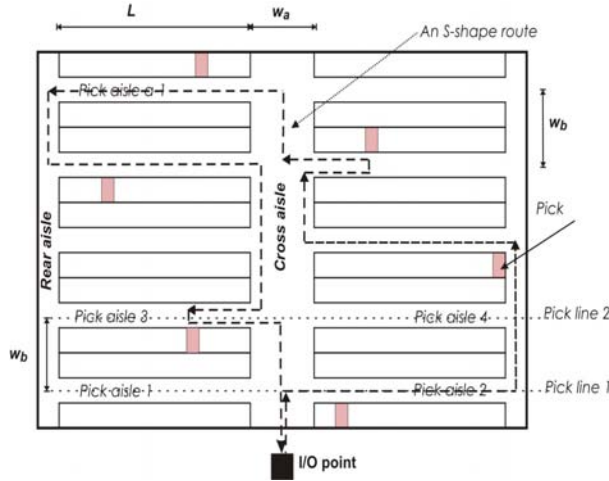 L
wa
An S-shape route
Pick aisle a-1
wb
Rear aisle
Cross aisle
Pick
Pick aisle 3
Pick aisle 4
Pick line 2
wb
Pick aisle 1
Pick aisle 2
Pick line 1
I/O point